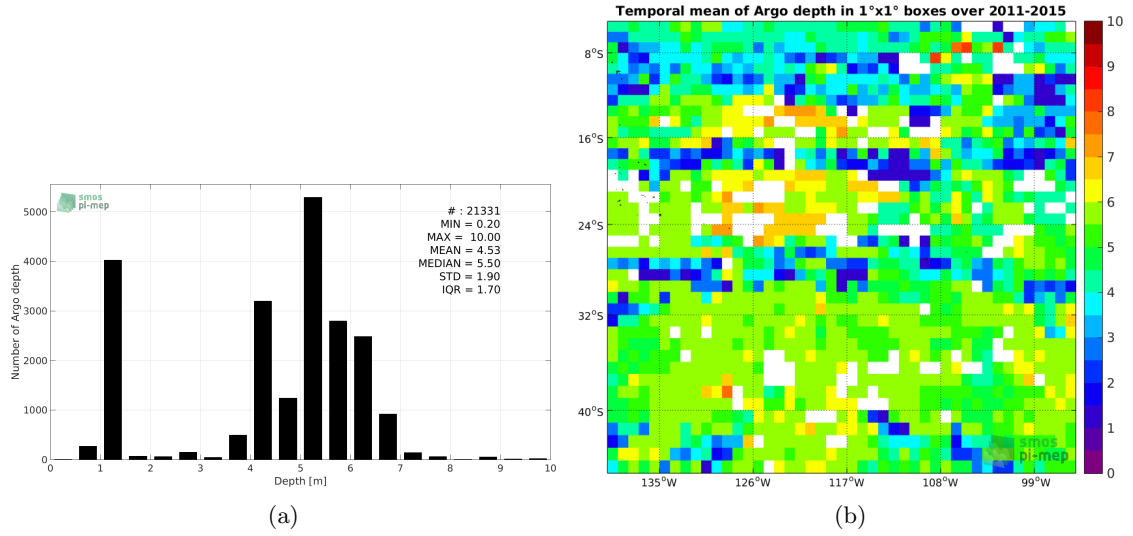 Temporal mean of Argo depth in 1°x1° boxes over 2011-2015
smos
pi-mep
# : 21331
MIN = 0.20
MAX = 10.00
MEAN = 4.53
MEDIAN = 5.50
STD = 1.90
IQR = 1.70
Number of Argo depth
5000
4000
3000
2000
1000
0
0 1 2 3 4 5 6 7 8 9 10
Depth [m]
(a)
8°S
16°S
24°S
32°S
40°S
135°W 126°W 117°W 108°W 99°W
smos
pi-mep
10
9
8
7
6
5
4
3
2
1
0
(b)